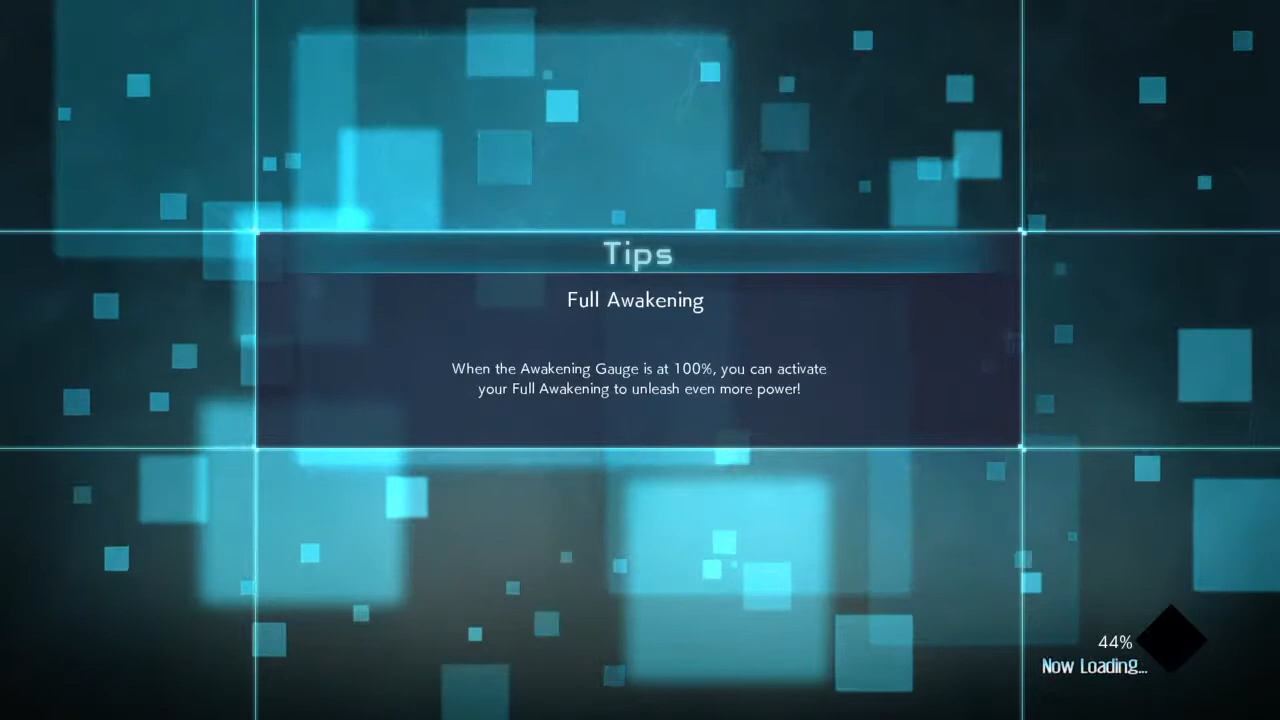 Tips
Full Awakening
When the Awakening Gauge is at 100%, you can activate
your Full Awakening to unleash even more power!
44%
Now Loading...